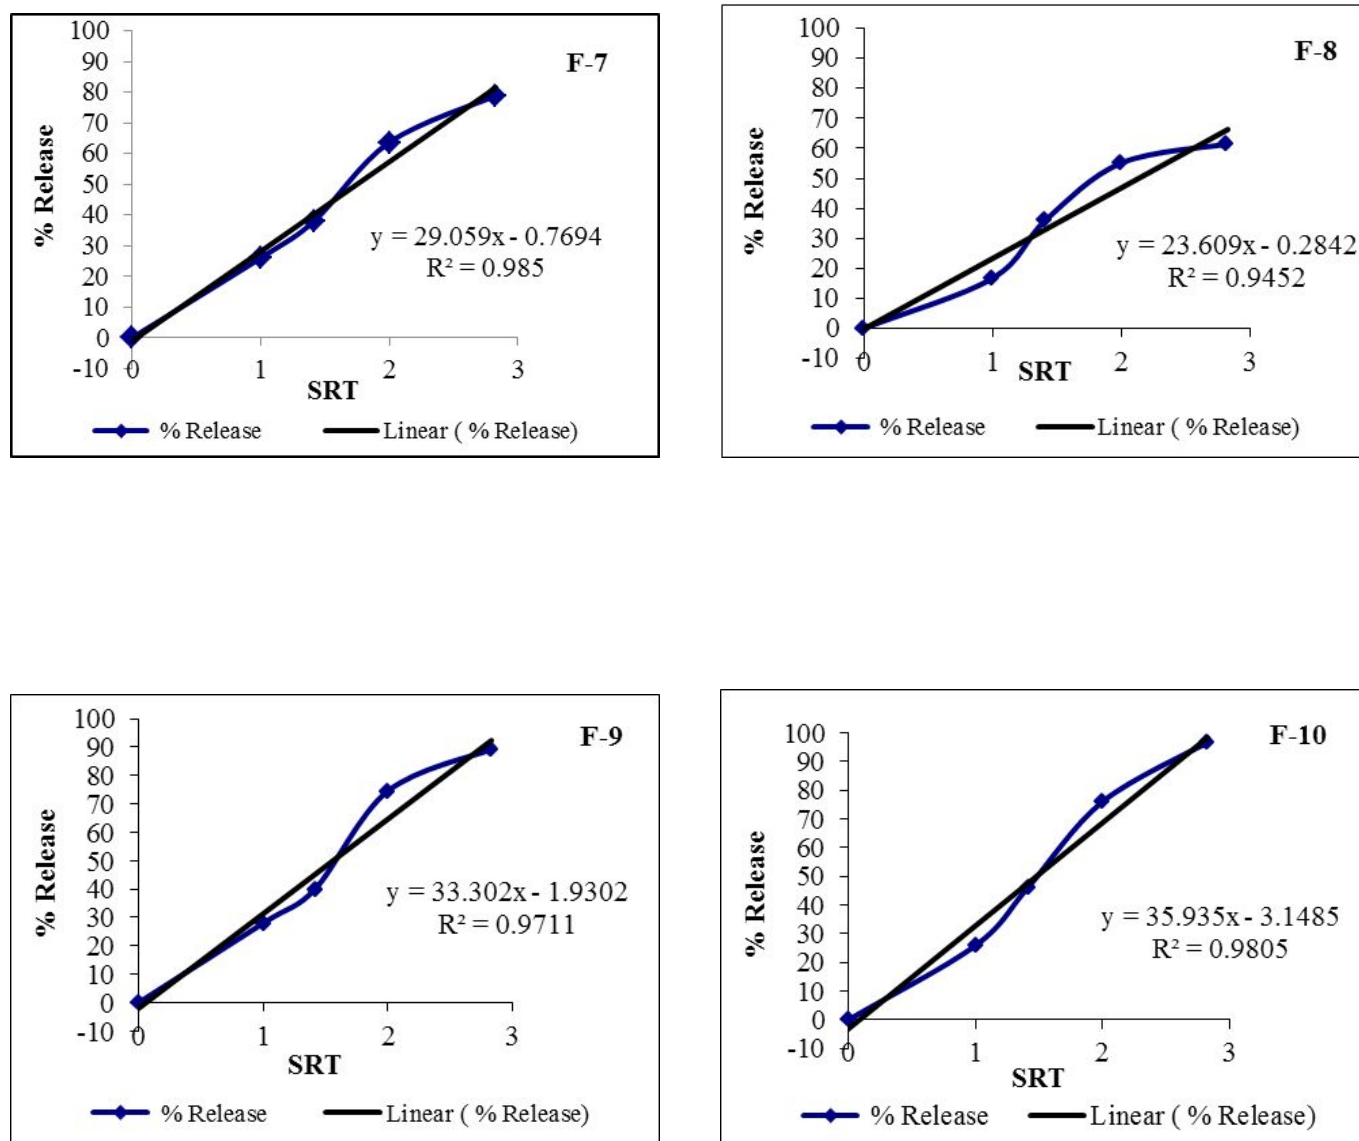 F-7
% Release
100
90
80
70
60
50
40
30
20
10
0
-10
0 1 2 3
SRT
y = 29.059x - 0.7694
R² = 0.985
% Release Linear ( % Release)
F-8
% Release
100
90
80
70
60
50
40
30
20
10
0
-10
0 1 2 3
SRT
y = 23.609x - 0.2842
R² = 0.9452
% Release Linear ( % Release)
F-9
% Release
100
90
80
70
60
50
40
30
20
10
0
-10
0 1 2 3
SRT
y = 33.302x - 1.9302
R² = 0.9711
% Release Linear ( % Release)
F-10
% Release
100
90
80
70
60
50
40
30
20
10
0
-10
0 1 2 3
SRT
y = 35.935x - 3.1485
R² = 0.9805
% Release Linear ( % Release)